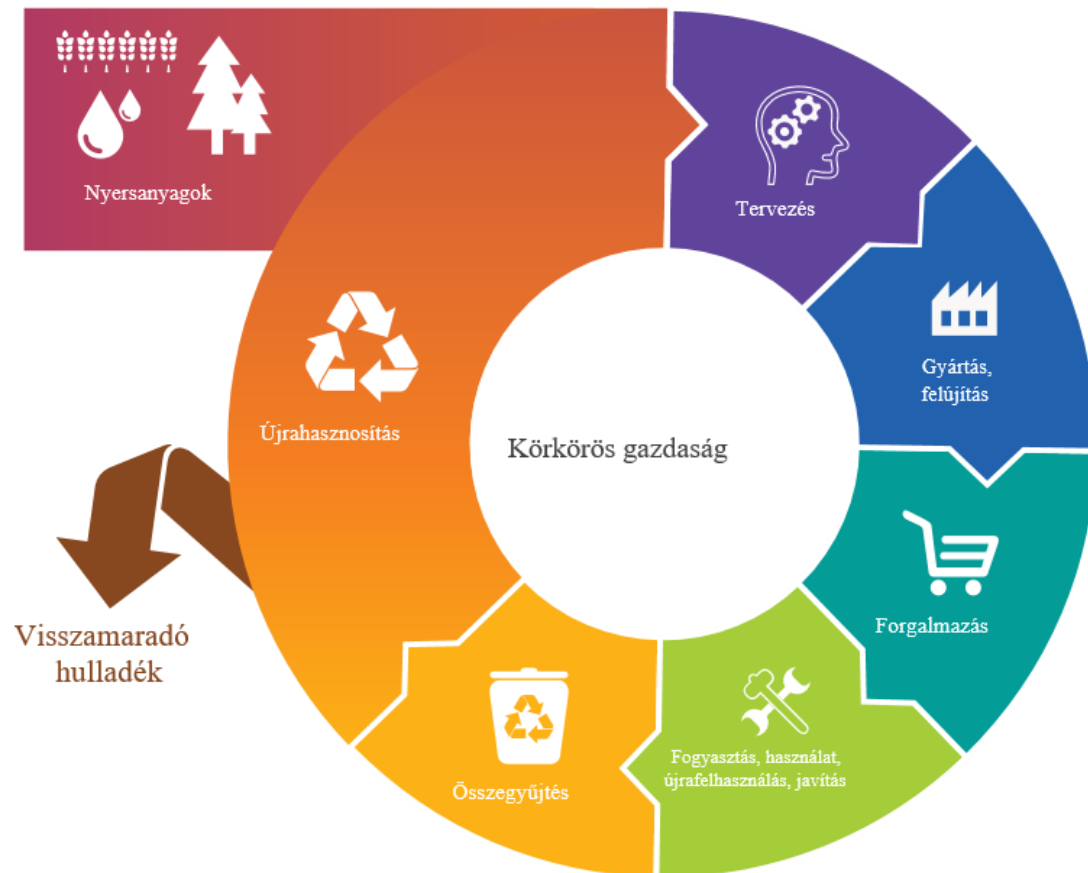 Nyersanyagok
Tervezés
Gyártás,
felújítás
Forgalmazás
Fogyasztás, használat,
újrafelhasználás, javítás
Összegyűjtés
Újrahasznosítás
Visszamaradó
hulladék
Körkörös gazdaság